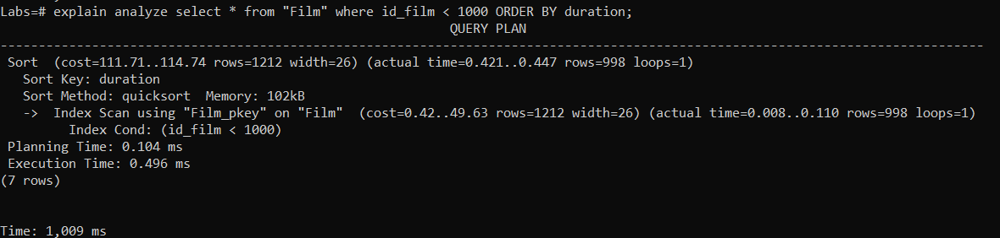 Labs=# explain analyze select * from "Film" where id_film < 1000 ORDER BY duration;
QUERY PLAN
---------------------------------------------------------------------------------------------------------------------------------
Sort  (cost=111.71..114.74 rows=1212 width=26) (actual time=0.421..0.447 rows=998 loops=1)
  Sort Key: duration
  Sort Method: quicksort  Memory: 102kB
  ->  Index Scan using "Film_pkey" on "Film"  (cost=0.42..49.63 rows=1212 width=26) (actual time=0.008..0.110 rows=998 loops=1)
        Index Cond: (id_film < 1000)
Planning Time: 0.104 ms
Execution Time: 0.496 ms
(7 rows)
Time: 1,009 ms